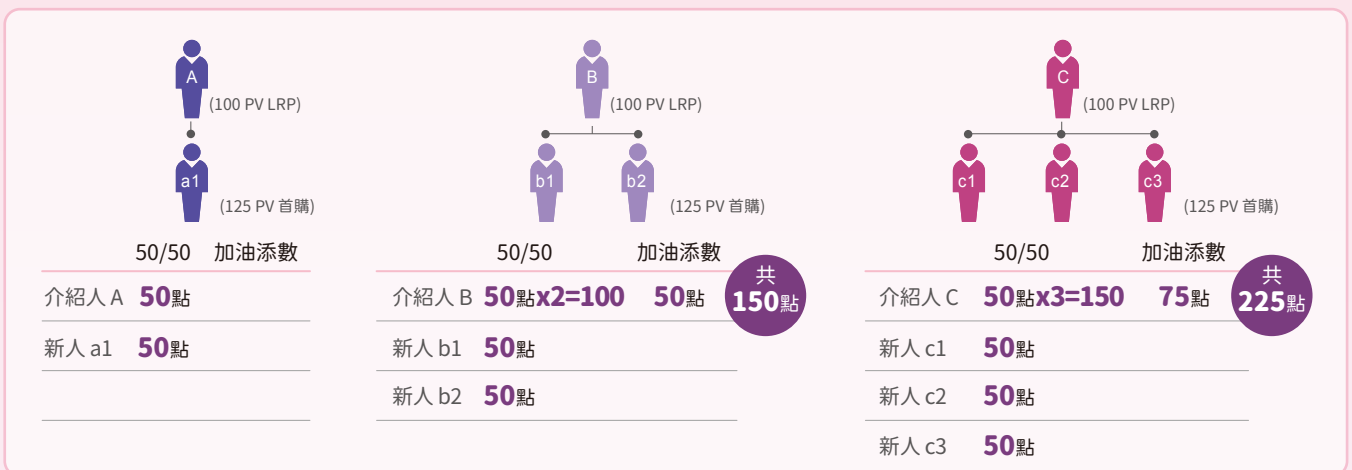 A
(100 PV LRP)
a1
(125 PV 首購)
50/50 加油添數
介紹人 A 50點
新人 a1 50點
B
(100 PV LRP)
b1 b2
(125 PV 首購)
50/50 加油添數
介紹人 B 50點x2=100 50點
共
150點
新人 b1 50點
新人 b2 50點
C
(100 PV LRP)
c1 c2 c3
(125 PV 首購)
50/50 加油添數
介紹人 C 50點x3=150 75點
共
225點
新人 c1 50點
新人 c2 50點
新人 c3 50點